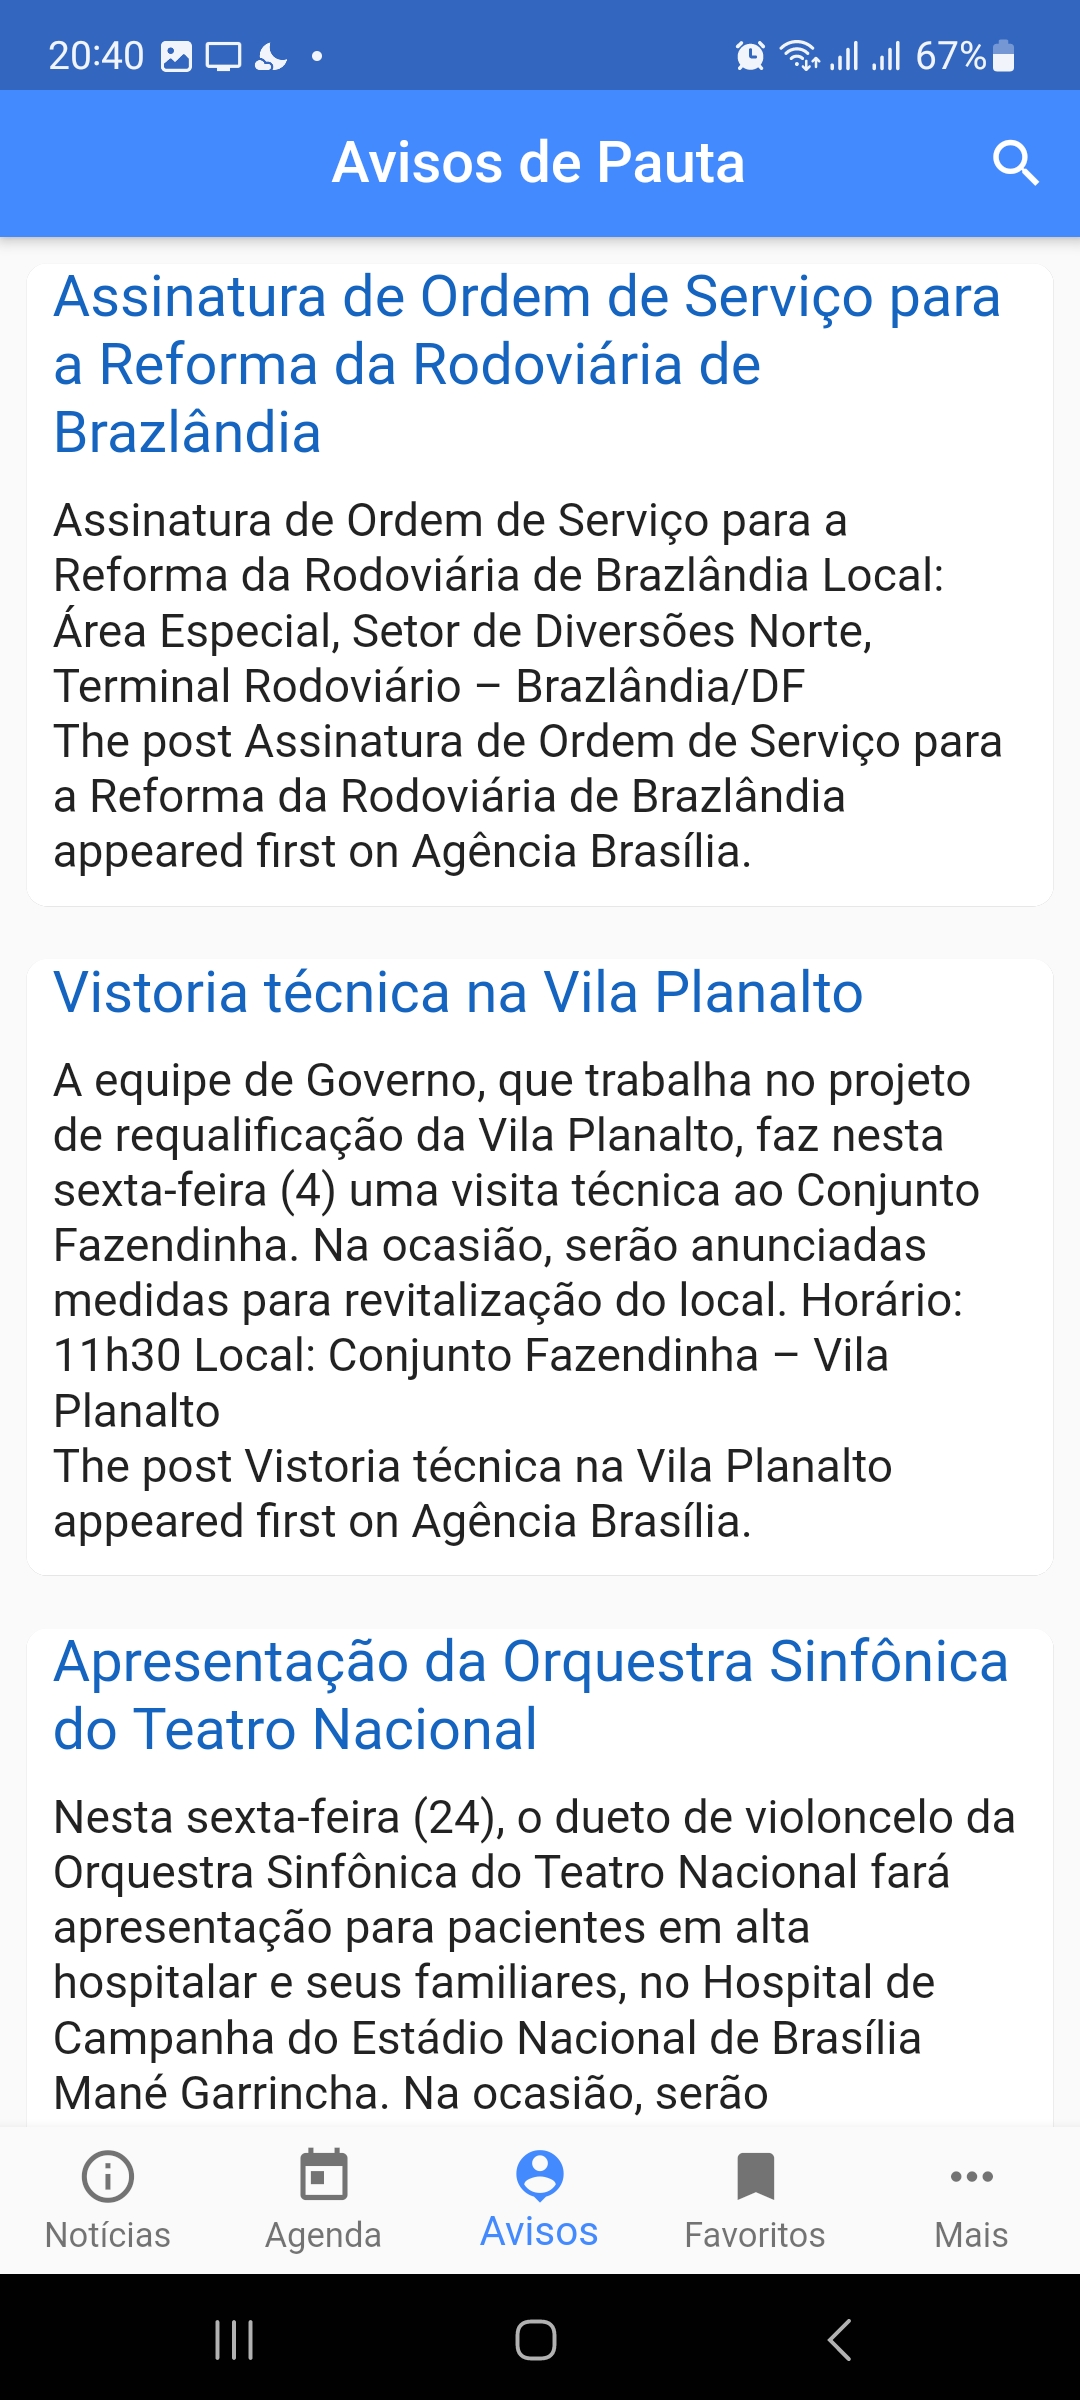 20:40
67%
Avisos de Pauta
Assinatura de Ordem de Serviço para
a Reforma da Rodoviária de
Brazlândia
Assinatura de Ordem de Serviço para a
Reforma da Rodoviária de Brazlândia Local:
Área Especial, Setor de Diversões Norte,
Terminal Rodoviário – Brazlândia/DF
The post Assinatura de Ordem de Serviço para
a Reforma da Rodoviária de Brazlândia
appeared first on Agência Brasília.
Vistoria técnica na Vila Planalto
A equipe de Governo, que trabalha no projeto
de requalificação da Vila Planalto, faz nesta
sexta-feira (4) uma visita técnica ao Conjunto
Fazendinha. Na ocasião, serão anunciadas
medidas para revitalização do local. Horário:
11h30 Local: Conjunto Fazendinha – Vila
Planalto
The post Vistoria técnica na Vila Planalto
appeared first on Agência Brasília.
Apresentação da Orquestra Sinfônica
do Teatro Nacional
Nesta sexta-feira (24), o dueto de violoncelo da
Orquestra Sinfônica do Teatro Nacional fará
apresentação para pacientes em alta
hospitalar e seus familiares, no Hospital de
Campanha do Estádio Nacional de Brasília
Mané Garrincha. Na ocasião, serão
Notícias
Agenda
Avisos
Favoritos
Mais